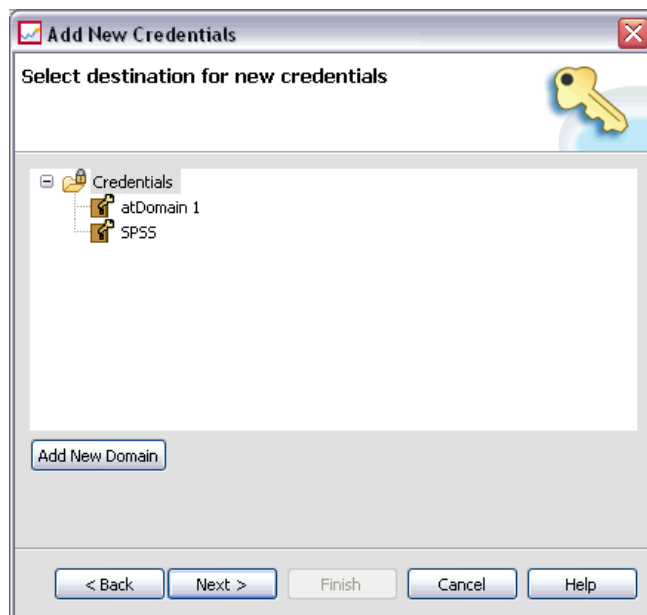 Add New Credentials
Select destination for new credentials
Credentials
atDomain 1
SPSS
Add New Domain
< Back Next > Finish Cancel Help